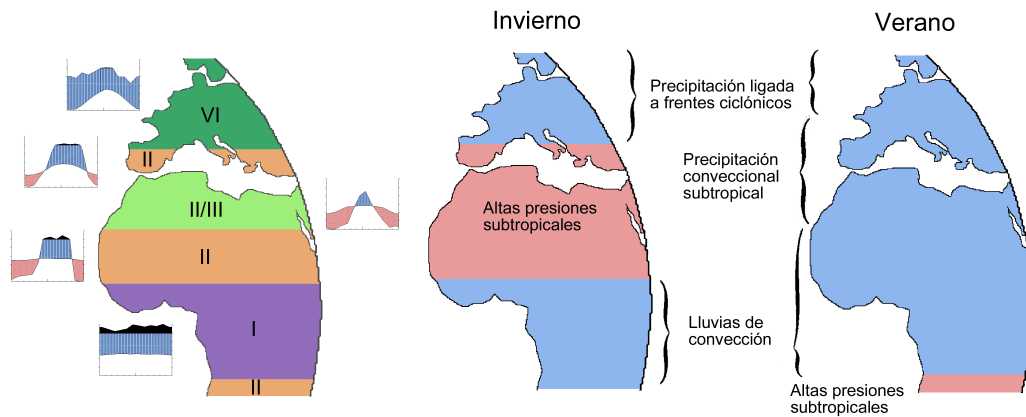 Invierno
Verano
VI
II
II/III
II
I
II
Altas presiones
subtropicales
Precipitación ligada
a frentes ciclónicos
Precipitación
conveccional
subtropical
Lluvias de
convección
Altas presiones
subtropicales